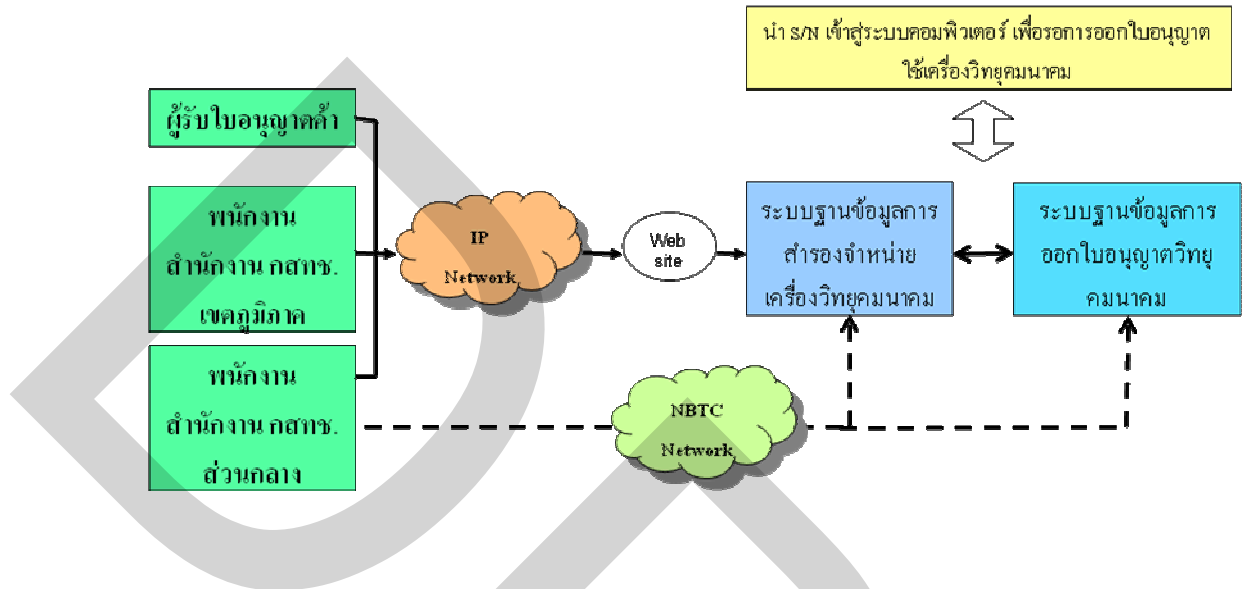 นำ S/N เข้าสู่ระบบคอมพิวเตอร์ เพื่อรอการออกใบอนุญาต
ใช้เครื่องวิทยุคมนาคม
ผู้รับใบอนุญาตค้า
พนักงาน
สำนักงาน กสทช.
เขตภูมิภาค
พนักงาน
สำนักงาน กสทช.
ส่วนกลาง
IP
Network
Web
site
ระบบฐานข้อมูลการ
สำรองจำหน่าย
เครื่องวิทยุคมนาคม
ระบบฐานข้อมูลการ
ออกใบอนุญาตวิทยุ
คมนาคม
NBTC
Network